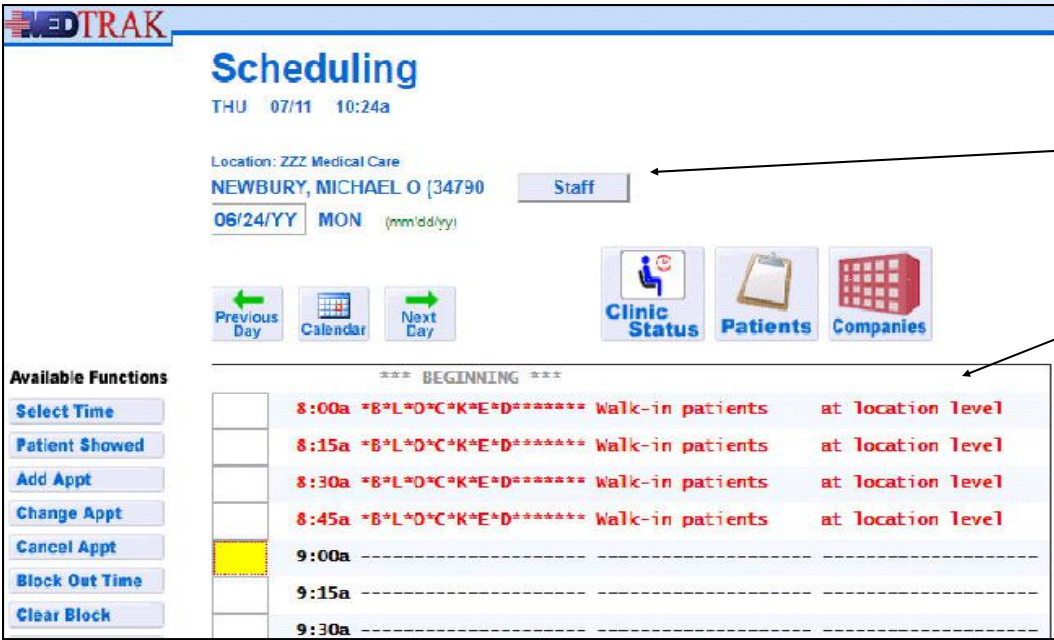 MEDTRAK
Scheduling
THU 07/11 10:24a
Location: ZZZ Medical Care
NEWBURY, MICHAEL O (34790 Staff
06/24/YY MON (mm/dd/yy)
Previous Day Calendar Next Day Clinic Status Patients Companies
Available Functions
*** BEGINNING ***
Select Time 8:00a *B*L*O*C*K*E*D******* Walk-in patients at location level
Patient Showed 8:15a *B*L*O*C*K*E*D******* Walk-in patients at location level
Add Appt 8:30a *B*L*O*C*K*E*D******* Walk-in patients at location level
Change Appt 8:45a *B*L*O*C*K*E*D******* Walk-in patients at location level
Cancel Appt 9:00a ---------------------- --------------------- ---------------------
Block Out Time 9:15a ---------------------- --------------------- ---------------------
Clear Block 9:30a ---------------------- --------------------- ---------------------